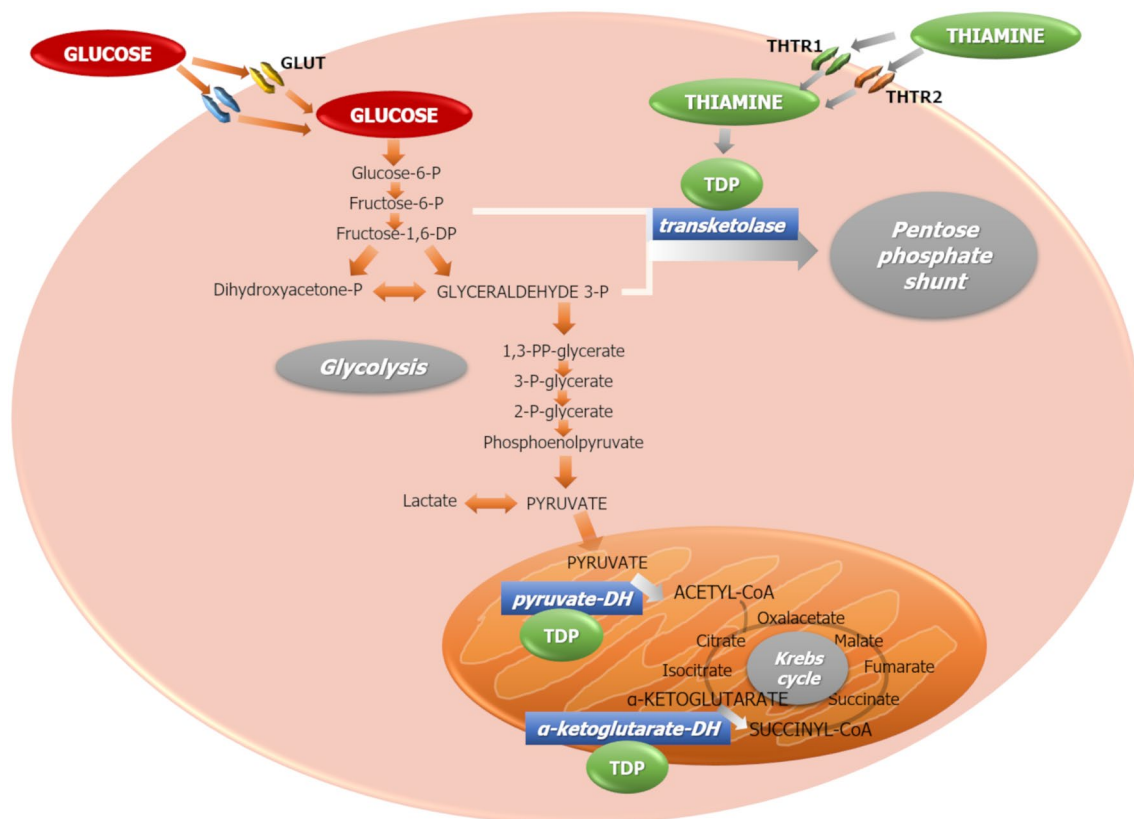 GLUCOSE
GLUT
THTR1
THIAMINE
THTR2
GLUCOSE
THIAMINE
Glucose-6-P
TDP
Fructose-6-P
transketolase
Fructose-1,6-DP
Pentose
phosphate
shunt
Dihydroxyacetone-P
GLYCERALDEHYDE 3-P
Glycolysis
1,3-PP-glycerate
3-P-glycerate
2-P-glycerate
Phosphoenolpyruvate
Lactate
PYRUVATE
PYRUVATE
pyruvate-DH
ACETYL-CoA
TDP
Oxalacetate
Citrate
Malate
Isocitrate
Krebs
cycle
Fumarate
α-KETOGLUTARATE
Succinate
α-ketoglutarate-DH
SUCCINYL-CoA
TDP